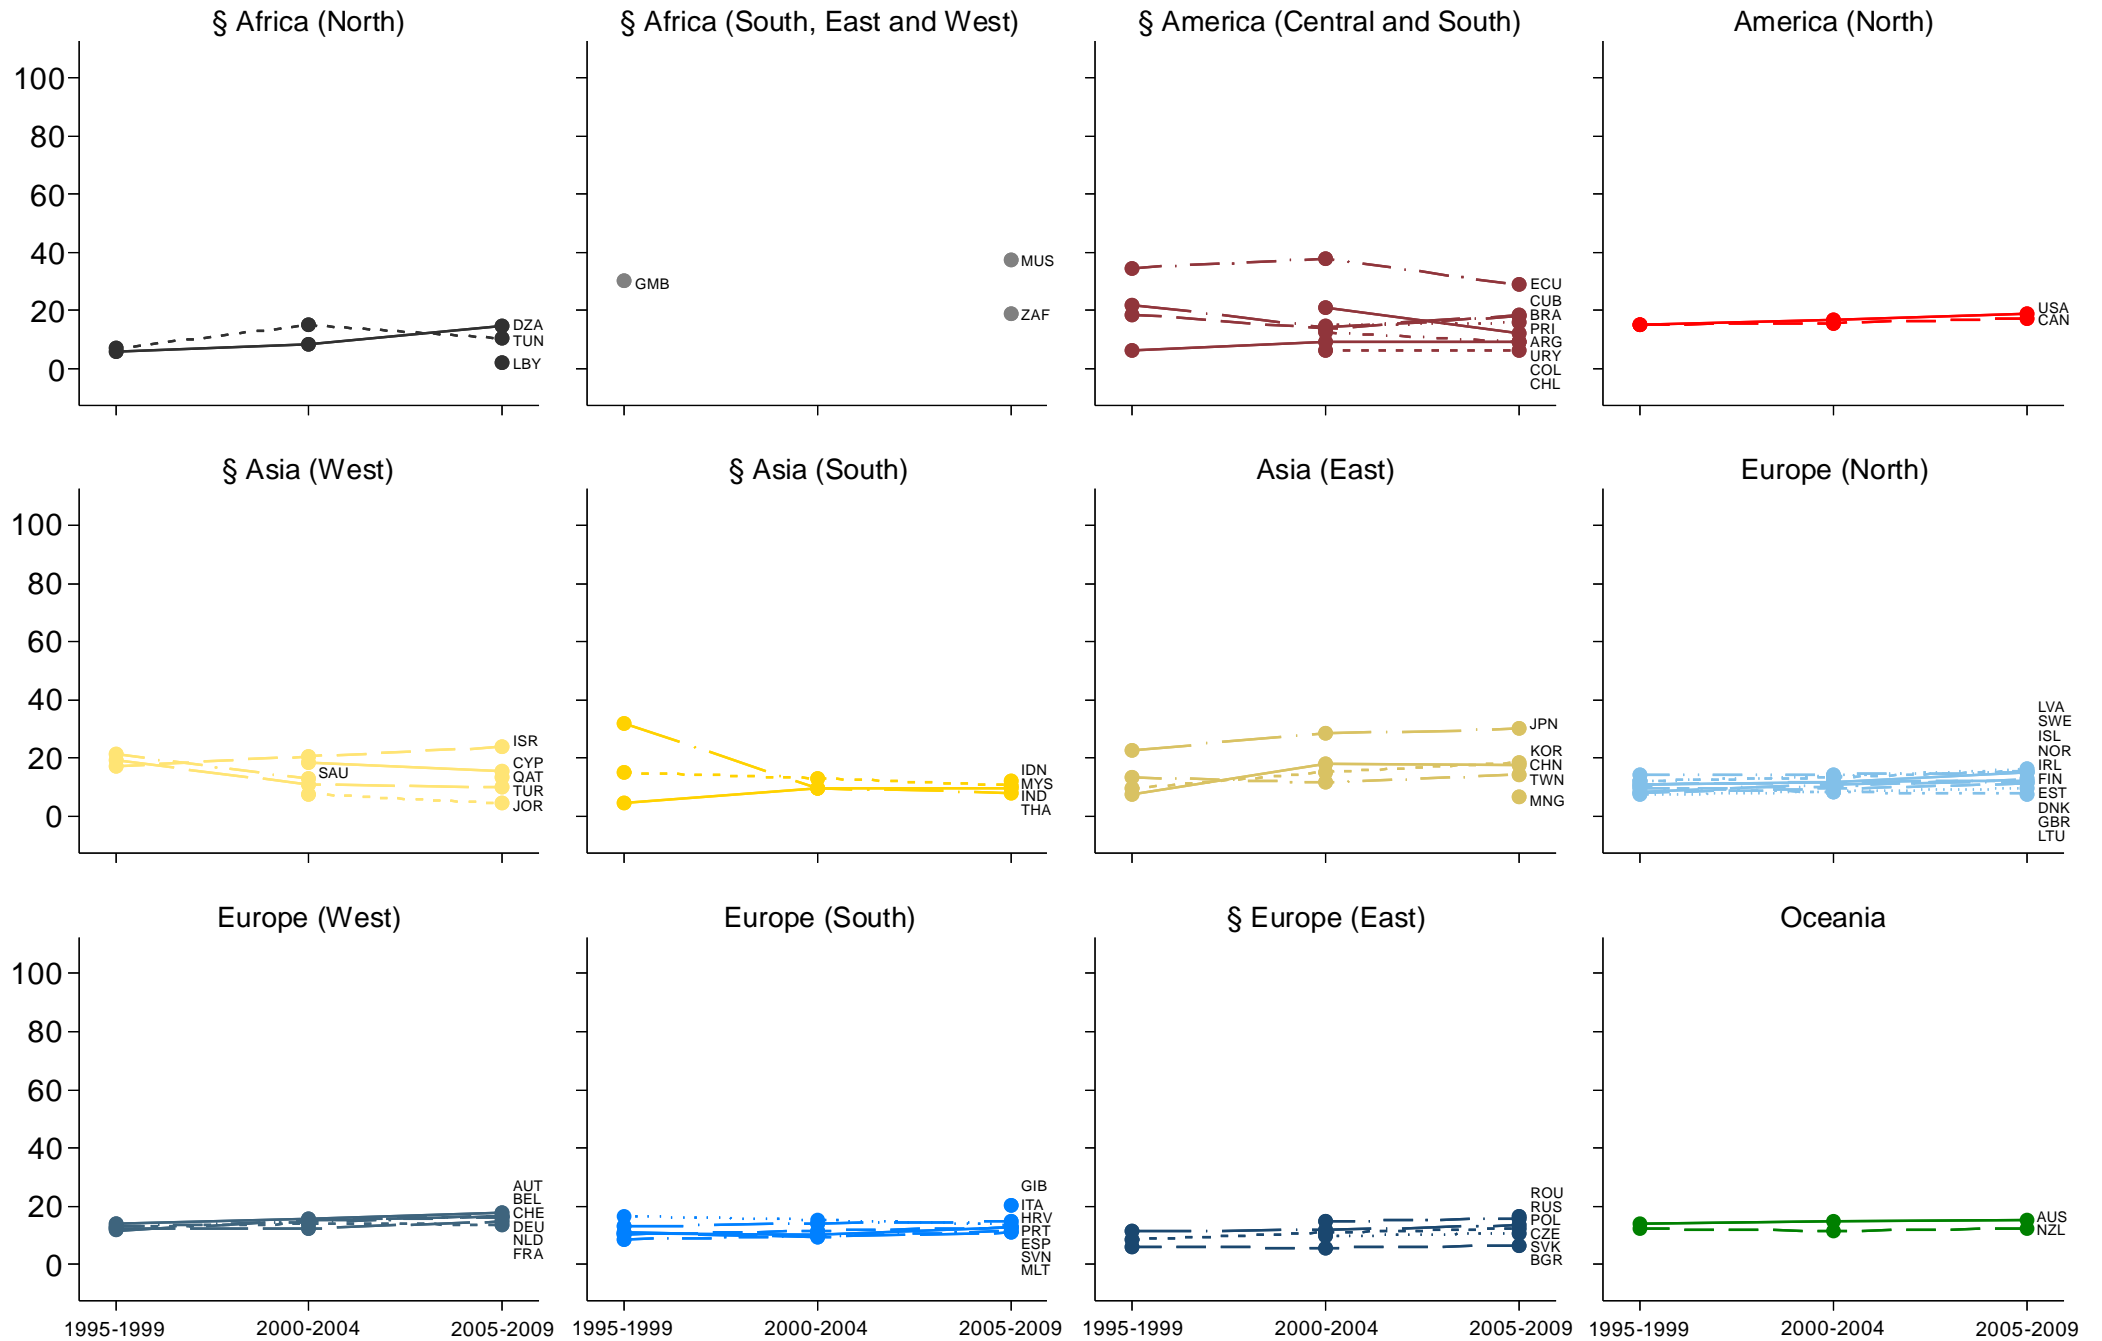 § Africa (North)
§ Africa (South, East and West)
§ America (Central and South)
America (North)
100
80
60
40
20
0
DZA
TUN
LBY
GMB
MUS
ZAF
ECU
CUB
BRA
PRI
ARG
URY
COL
CHL
USA
CAN
§ Asia (West)
§ Asia (South)
Asia (East)
Europe (North)
100
80
60
40
20
0
SAU
ISR
CYP
QAT
TUR
JOR
IDN
MYS
IND
THA
JPN
KOR
CHN
TWN
MNG
LVA
SWE
ISL
NOR
IRL
FIN
EST
DNK
GBR
LTU
Europe (West)
Europe (South)
§ Europe (East)
Oceania
100
80
60
40
20
0
AUT
BEL
CHE
DEU
NLD
FRA
GIB
ITA
HRV
PRT
ESP
SVN
MLT
ROU
RUS
POL
CZE
SVK
BGR
AUS
NZL
1995-1999
2000-2004
2005-2009
1995-1999
2000-2004
2005-2009
1995-1999
2000-2004
2005-2009
1995-1999
2000-2004
2005-2009